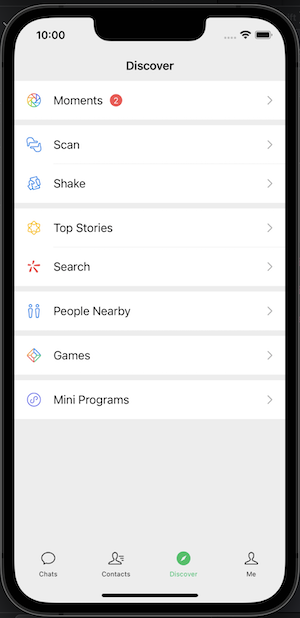 10:00
Discover
Moments 2
Scan
Shake
Top Stories
Search
People Nearby
Games
Mini Programs
Chats Contacts Discover Me